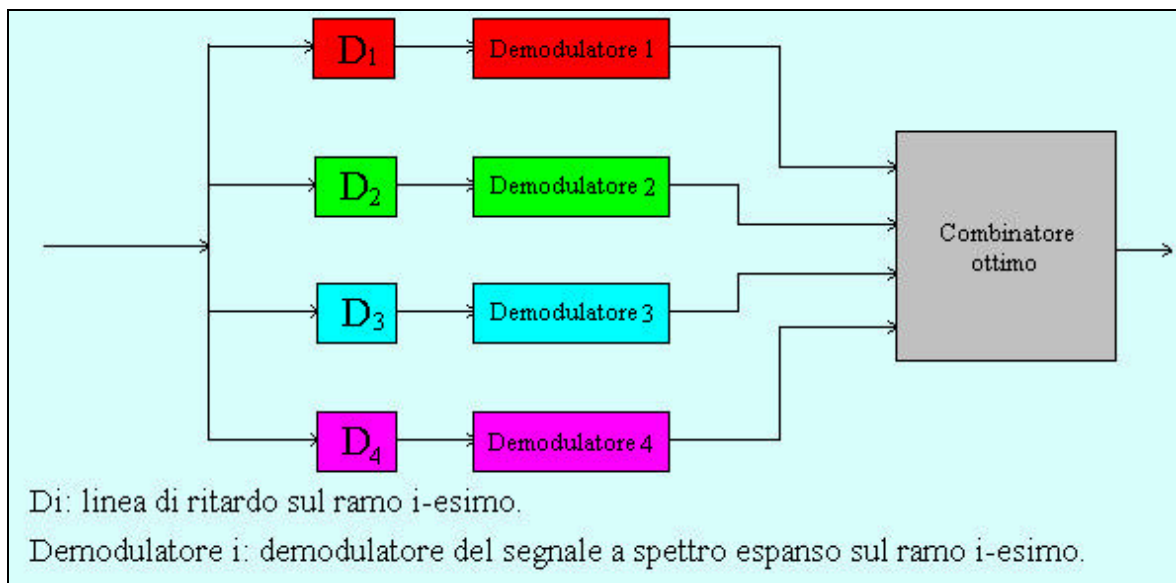 D1
Demodulatore 1
D2
Demodulatore 2
D3
Demodulatore 3
D4
Demodulatore 4
Combinatore
ottimo
Di: linea di ritardo sul ramo i-esimo.
Demodulatore i: demodulatore del segnale a spettro espanso sul ramo i-esimo.